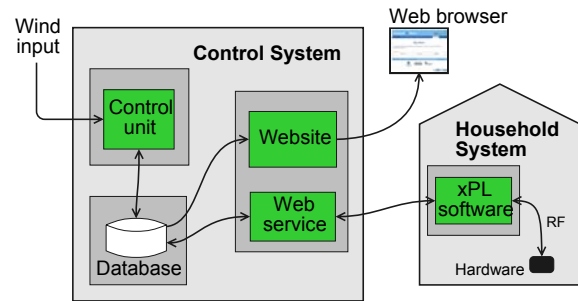 Wind
input
Control System
Web browser
Control
unit
Website
Web
service
Database
Household
System
xPL
software
RF
Hardware